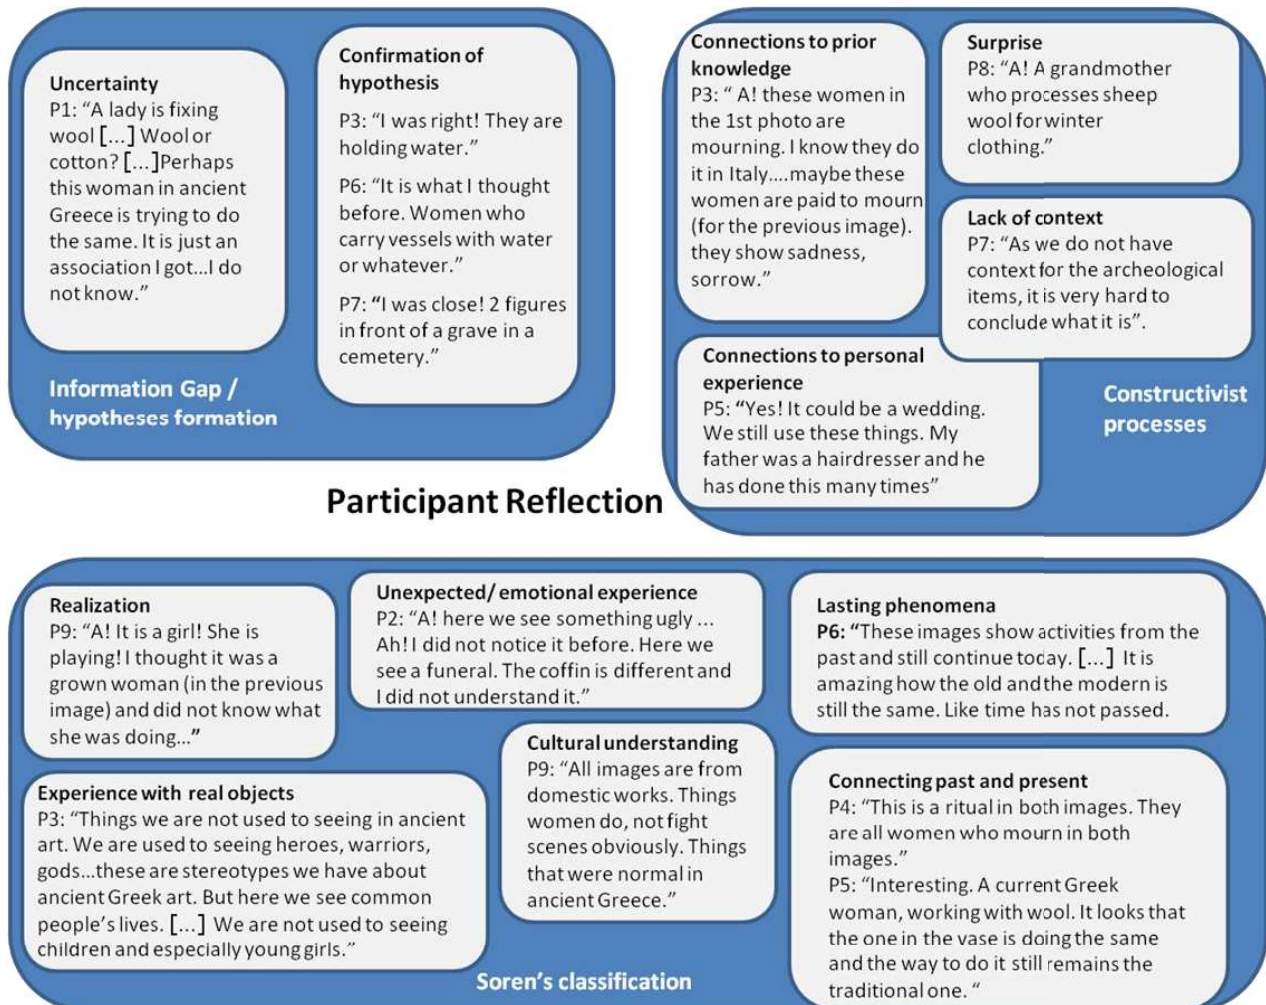 Uncertainty
P1: “A lady is fixing
wool [...] Wool or
cotton? [...]Perhaps
this woman in ancient
Greece is trying to do
the same. It is just an
association I got...I do
not know.”
Confirmation of
hypothesis
P3: “I was right! They are
holding water.”
P6: “It is what I thought
before. Women who
carry vessels with water
or whatever.”
P7: “I was close! 2 figures
in front of a grave in a
cemetery.”
Information Gap /
hypotheses formation
Connections to prior
knowledge
P3: “ A! these women in
the 1st photo are
mourning. I know they do
it in Italy....maybe these
women are paid to mourn
(for the previous image).
they show sadness,
sorrow.”
Surprise
P8: “A! A grandmother
who processes sheep
wool for winter
clothing.”
Lack of context
P7: “As we do not have
context for the archeological
items, it is very hard to
conclude what it is”.
Connections to personal
experience
P5: “Yes! It could be a wedding.
We still use these things. My
father was a hairdresser and he
has done this many times”
Constructivist
processes
Participant Reflection
Realization
P9: “A! It is a girl! She is
playing! I thought it was a
grown woman (in the previous
image) and did not know what
she was doing...”
Unexpected/ emotional experience
P2: “A! here we see something ugly ...
Ah! I did not notice it before. Here we
see a funeral. The coffin is different and
I did not understand it.”
Lasting phenomena
P6: “These images show activities from the
past and still continue today. [...] It is
amazing how the old and the modern is
still the same. Like time has not passed.
Experience with real objects
P3: “Things we are not used to seeing in ancient
art. We are used to seeing heroes, warriors,
gods...these are stereotypes we have about
ancient Greek art. But here we see common
people’s lives. [...] We are not used to seeing
children and especially young girls.”
Cultural understanding
P9: “All images are from
domestic works. Things
women do, not fight
scenes obviously. Things
that were normal in
ancient Greece.”
Connecting past and present
P4: “This is a ritual in both images. They
are all women who mourn in both
images.”
P5: “Interesting. A current Greek
woman, working with wool. It looks that
the one in the vase is doing the same
and the way to do it still remains the
traditional one. “
Soren’s classification